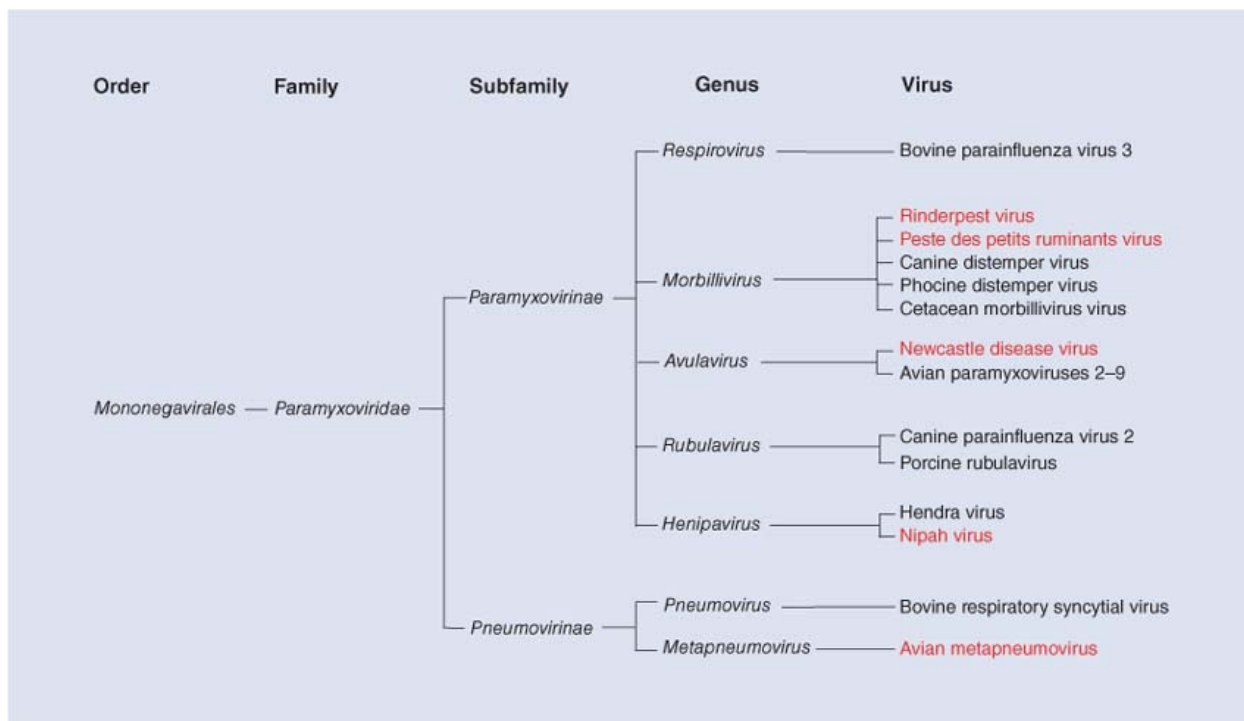 Order Family Subfamily Genus Virus
Respirovirus Bovine parainfluenza virus 3
Rinderpest virus
Peste des petits ruminants virus
Canine distemper virus
Morbillivirus
Phocine distemper virus
Paramyxovirinae
Cetacean morbillivirus virus
Newcastle disease virus
Avulavirus
Avian paramyxoviruses 2–9
Mononegavirales Paramyxoviridae
Canine parainfluenza virus 2
Rubulavirus
Porcine rubulavirus
Hendra virus
Henipavirus
Nipah virus
Pneumovirus Bovine respiratory syncytial virus
Pneumovirinae
Metapneumovirus Avian metapneumovirus